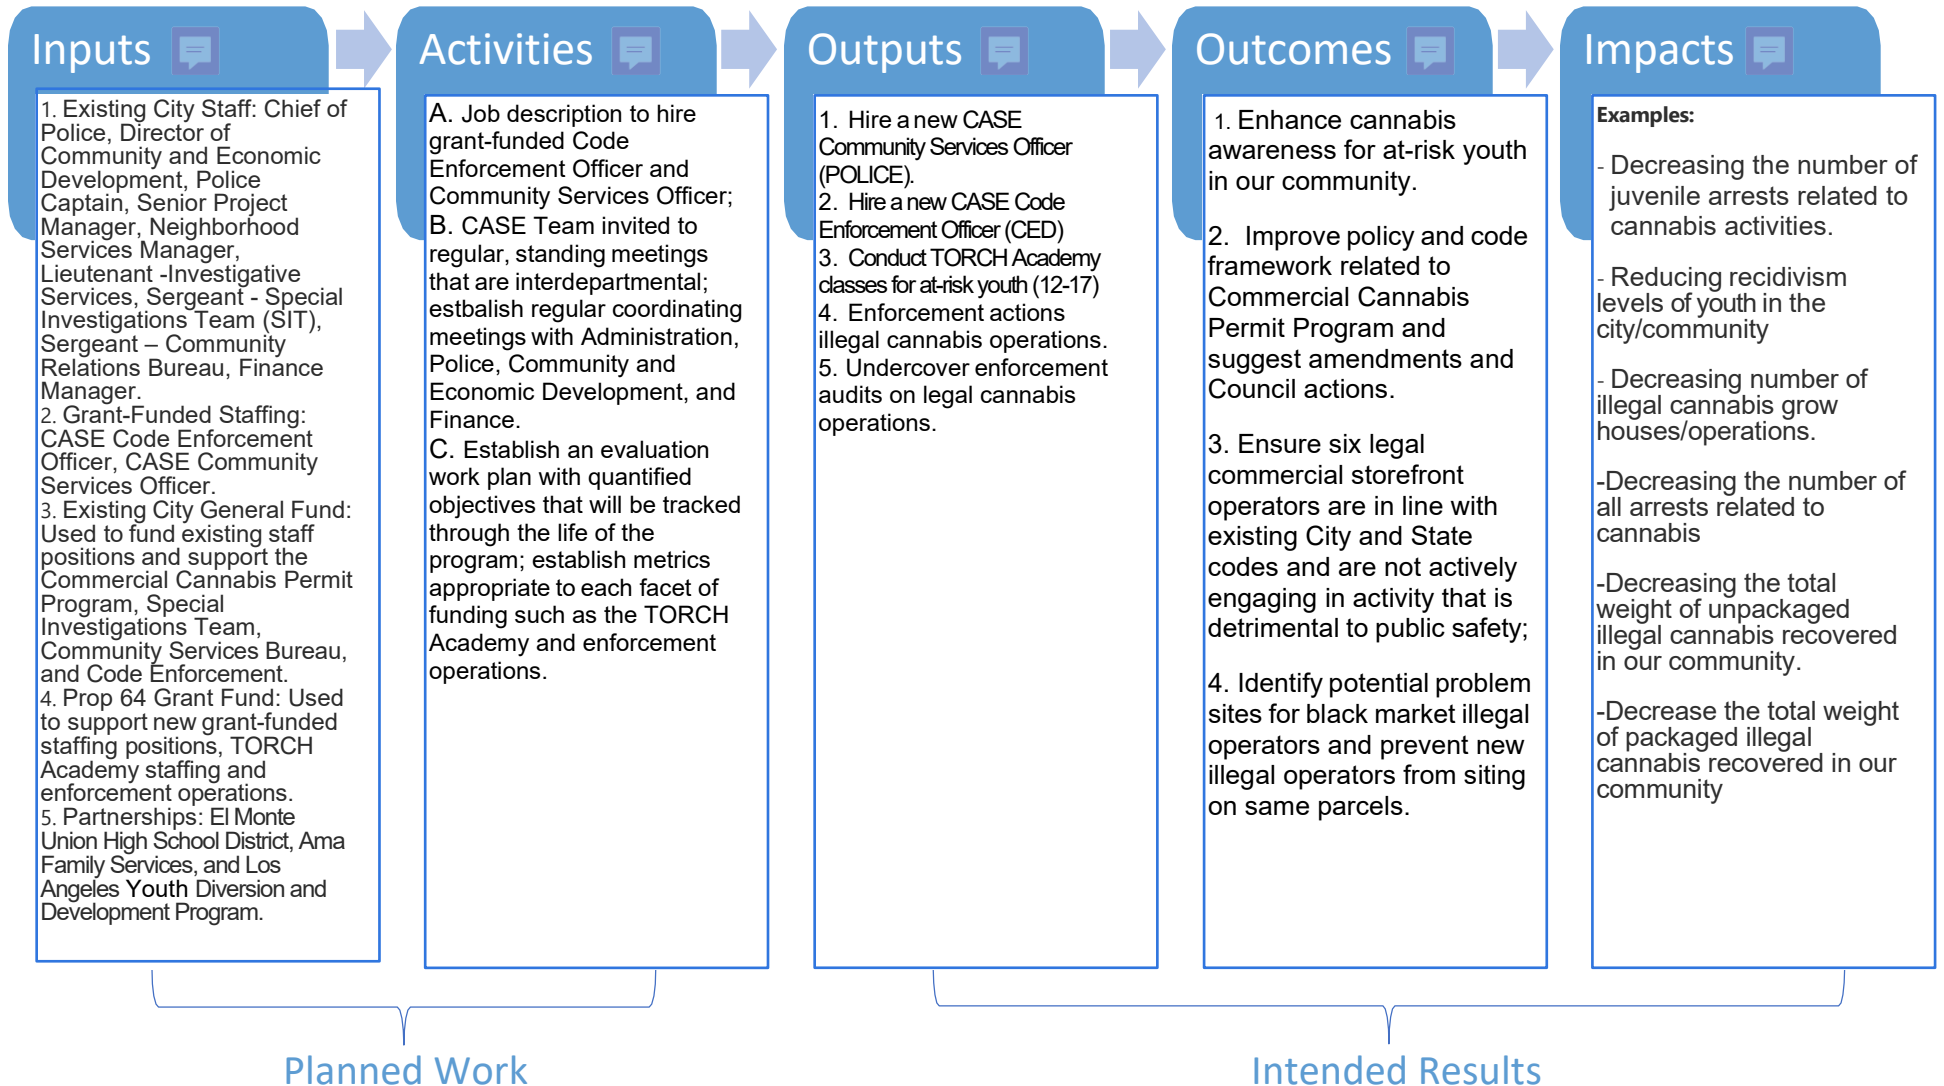 Inputs
1. Existing City Staff: Chief of
Police, Director of
Community and Economic
Development, Police
Captain, Senior Project
Manager, Neighborhood
Services Manager,
Lieutenant -Investigative
Services, Sergeant - Special
Investigations Team (SIT),
Sergeant – Community
Relations Bureau, Finance
Manager.
2. Grant-Funded Staffing:
CASE Code Enforcement
Officer, CASE Community
Services Officer.
3. Existing City General Fund:
Used to fund existing staff
positions and support the
Commercial Cannabis Permit
Program, Special
Investigations Team,
Community Services Bureau,
and Code Enforcement.
4. Prop 64 Grant Fund: Used
to support new grant-funded
staffing positions, TORCH
Academy staffing and
enforcement operations.
5. Partnerships: El Monte
Union High School District, Ama
Family Services, and Los
Angeles Youth Diversion and
Development Program.
Activities
A. Job description to hire
grant-funded Code
Enforcement Officer and
Community Services Officer;
B. CASE Team invited to
regular, standing meetings
that are interdepartmental;
estbalish regular coordinating
meetings with Administration,
Police, Community and
Economic Development, and
Finance.
C. Establish an evaluation
work plan with quantified
objectives that will be tracked
through the life of the
program; establish metrics
appropriate to each facet of
funding such as the TORCH
Academy and enforcement
operations.
Outputs
1. Hire a new CASE
Community Services Officer
(POLICE).
2. Hire a new CASE Code
Enforcement Officer (CED)
3. Conduct TORCH Academy
classes for at-risk youth (12-17)
4. Enforcement actions
illegal cannabis operations.
5. Undercover enforcement
audits on legal cannabis
operations.
Outcomes
1. Enhance cannabis
awareness for at-risk youth
in our community.
2. Improve policy and code
framework related to
Commercial Cannabis
Permit Program and
suggest amendments and
Council actions.
3. Ensure six legal
commercial storefront
operators are in line with
existing City and State
codes and are not actively
engaging in activity that is
detrimental to public safety;
4. Identify potential problem
sites for black market illegal
operators and prevent new
illegal operators from siting
on same parcels.
Impacts
Examples:
- Decreasing the number of
juvenile arrests related to
cannabis activities.
- Reducing recidivism
levels of youth in the
city/community
- Decreasing number of
illegal cannabis grow
houses/operations.
-Decreasing the number of
all arrests related to
cannabis
-Decreasing the total
weight of unpackaged
illegal cannabis recovered
in our community.
-Decrease the total weight
of packaged illegal
cannabis recovered in our
community
Planned Work
Intended Results